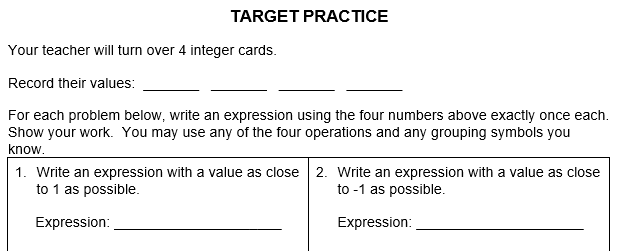 TARGET PRACTICE
Your teacher will turn over 4 integer cards.
Record their values: _______ _______ _______ _______
For each problem below, write an expression using the four numbers above exactly once each.
Show your work. You may use any of the four operations and any grouping symbols you
know.
1. Write an expression with a value as close
to 1 as possible.
Expression: _____________________
2. Write an expression with a value as close
to -1 as possible.
Expression: _____________________